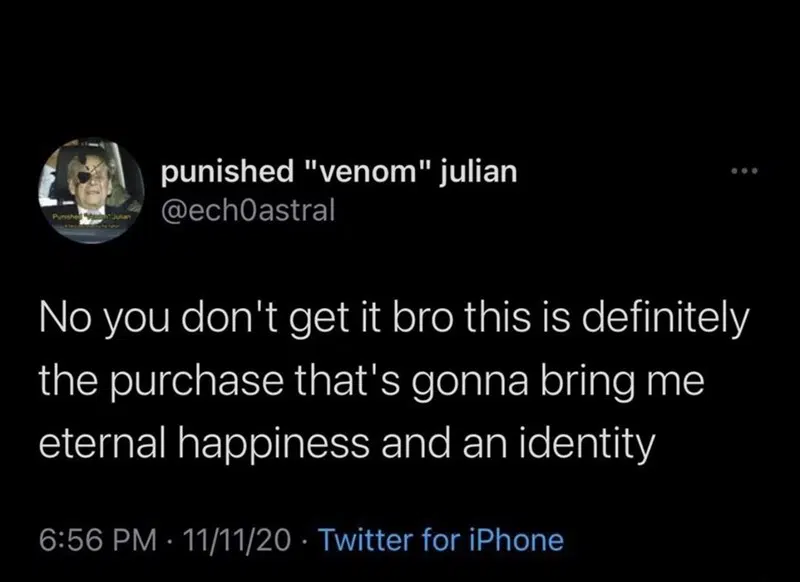 punished "venom" julian
@ech0astral
No you don't get it bro this is definitely
the purchase that's gonna bring me
eternal happiness and an identity
6:56 PM · 11/11/20 · Twitter for iPhone